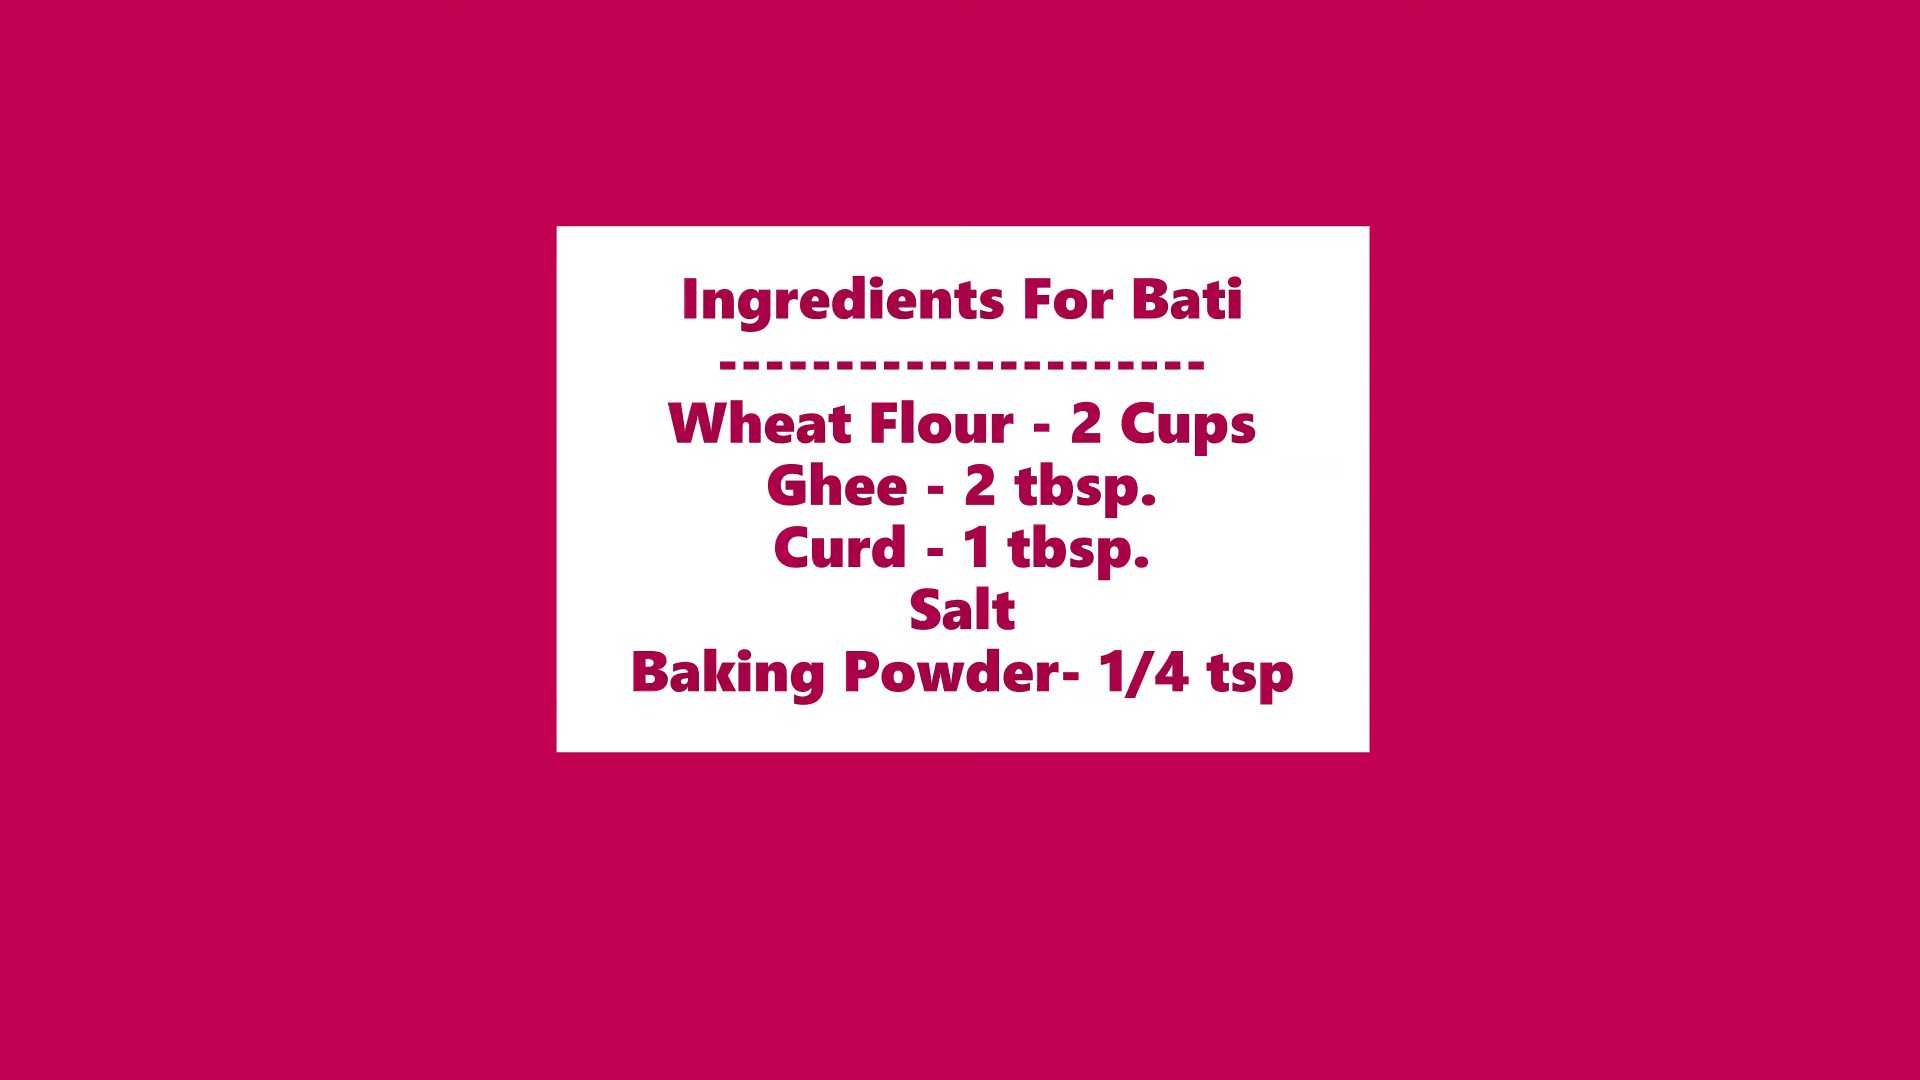 Ingredients For Bati
---------------------
Wheat Flour - 2 Cups
Ghee - 2 tbsp.
Curd - 1 tbsp.
Salt
Baking Powder- 1/4 tsp